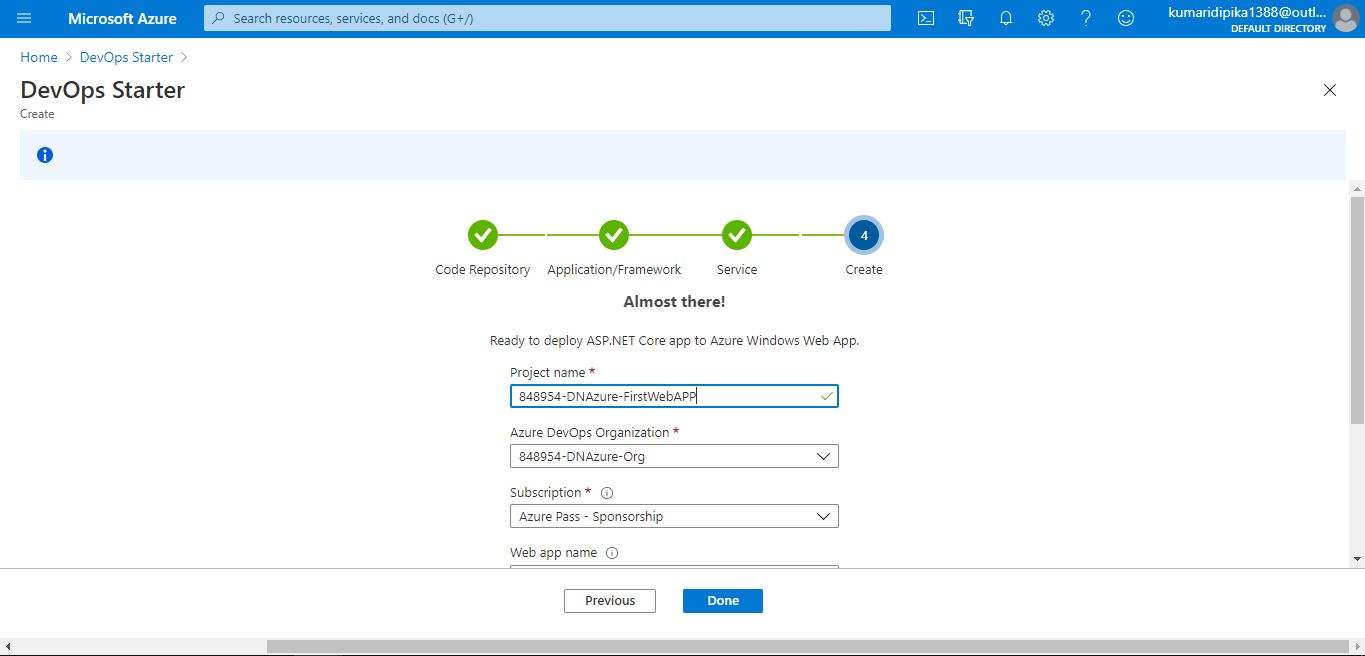 Microsoft Azure
Search resources, services, and docs (G+/)
kumaridipika1388@outl...
DEFAULT DIRECTORY
Home > DevOps Starter >
DevOps Starter
Create
4
Code Repository Application/Framework Service Create
Almost there!
Ready to deploy ASP.NET Core app to Azure Windows Web App.
Project name *
848954-DNAzure-FirstWebAPP
Azure DevOps Organization *
848954-DNAzure-Org
Subscription *
Azure Pass - Sponsorship
Web app name
Previous Done